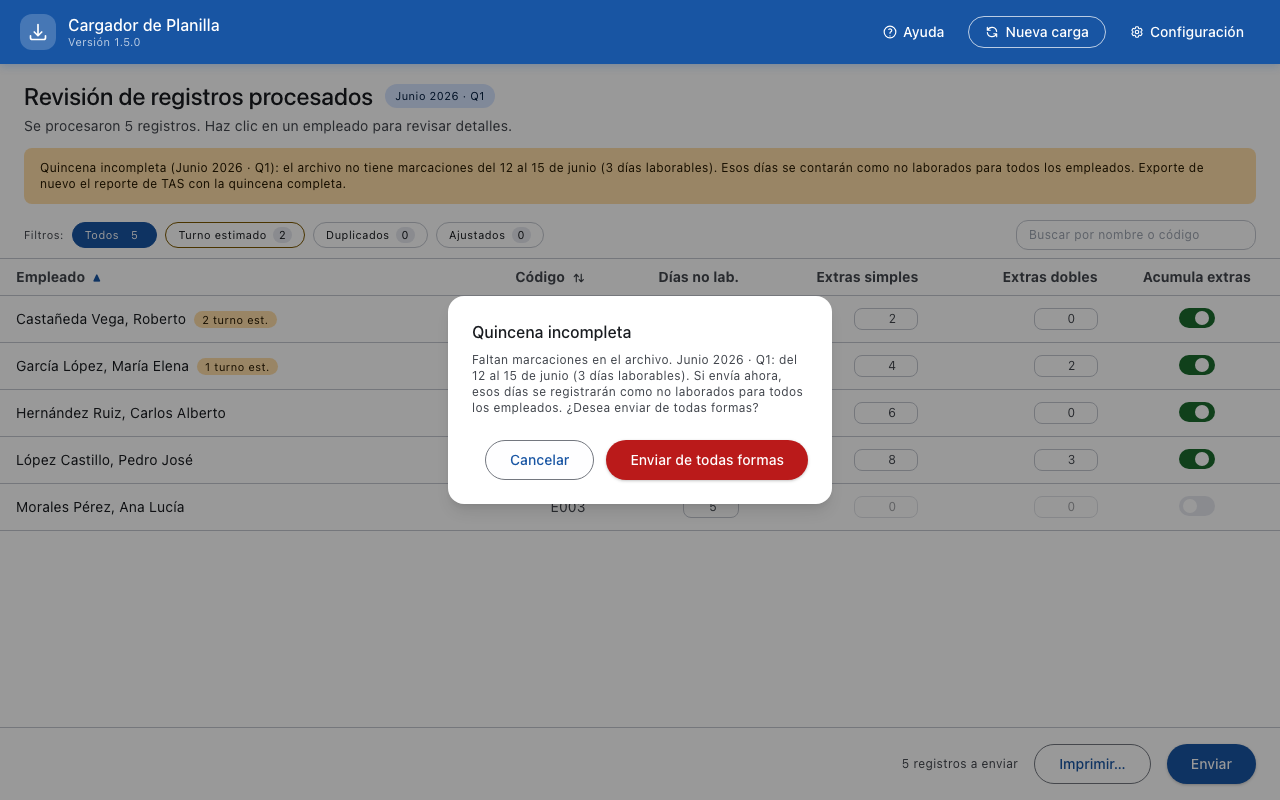 Cargador de Planilla
Versión 1.5.0
Ayuda
Nueva carga
Configuración
Revisión de registros procesados
Junio 2026 · Q1
Se procesaron 5 registros. Haz clic en un empleado para revisar detalles.
Quincena incompleta (Junio 2026 · Q1): el archivo no tiene marcaciones del 12 al 15 de junio (3 días laborables). Esos días se contarán como no laborados para todos los empleados. Exporte de
nuevo el reporte de TAS con la quincena completa.
Filtros: Todos 5 Turno estimado 2 Duplicados 0 Ajustados 0 Buscar por nombre o código
Empleado ▲ Código Días no lab. Extras simples Extras dobles Acumula extras
Castañeda Vega, Roberto 2 turno est. 2 0
García López, María Elena 1 turno est. 4 2
Hernández Ruiz, Carlos Alberto 6 0
López Castillo, Pedro José 8 3
Morales Pérez, Ana Lucía E003 5 0 0
Quincena incompleta
Faltan marcaciones en el archivo. Junio 2026 · Q1: del
12 al 15 de junio (3 días laborables). Si envía ahora,
esos días se registrarán como no laborados para todos
los empleados. ¿Desea enviar de todas formas?
Cancelar
Enviar de todas formas
5 registros a enviar
Imprimir...
Enviar